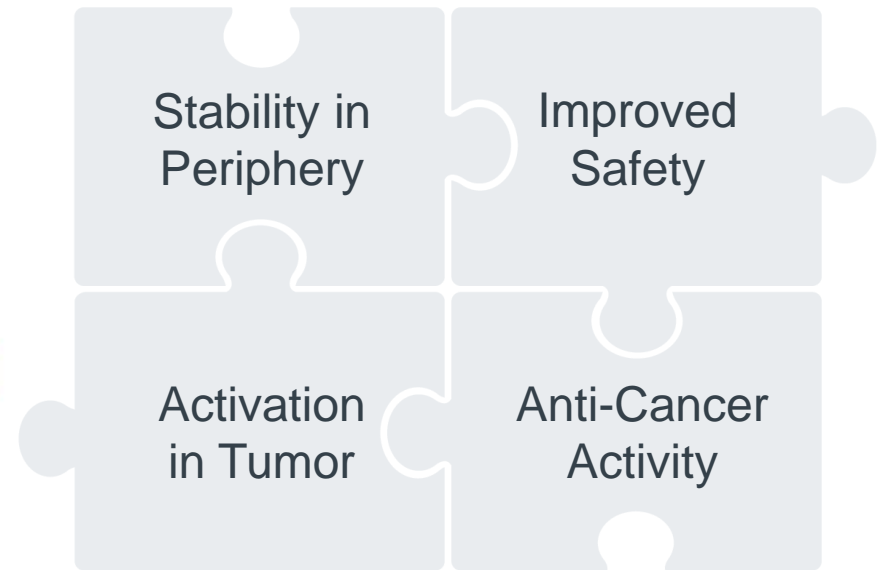 Stability in
Periphery
Improved
Safety
Activation
in Tumor
Anti-Cancer
Activity